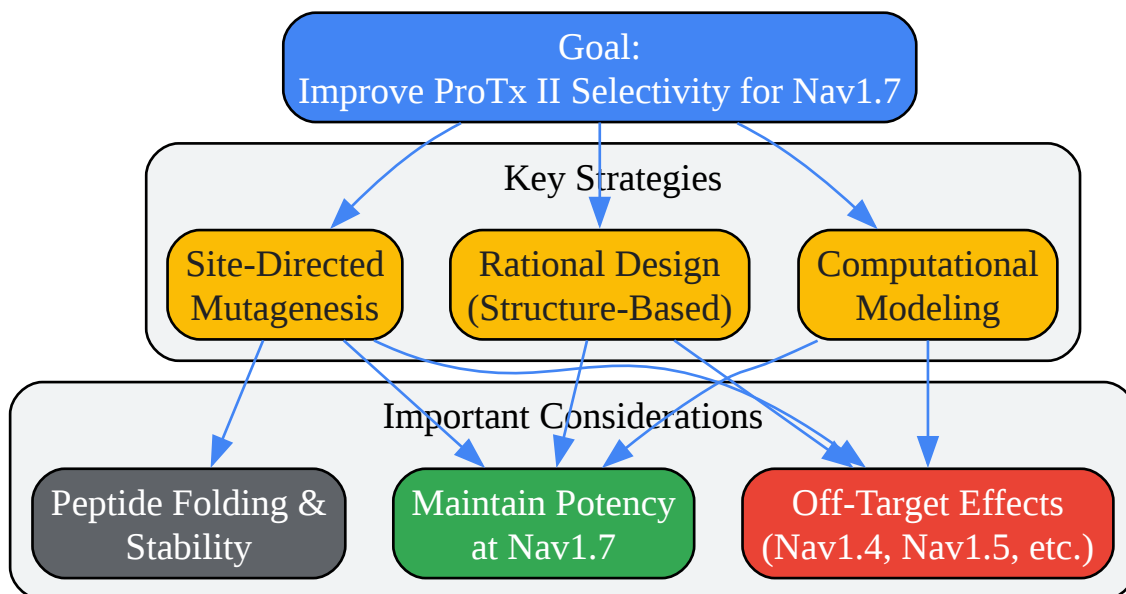 Goal:
Improve ProTx II Selectivity for Nav1.7
Key Strategies
Site-Directed
Mutagenesis
Rational Design
(Structure-Based)
Computational
Modeling
Important Considerations
Peptide Folding &
Stability
Maintain Potency
at Nav1.7
Off-Target Effects
(Nav1.4, Nav1.5, etc.)